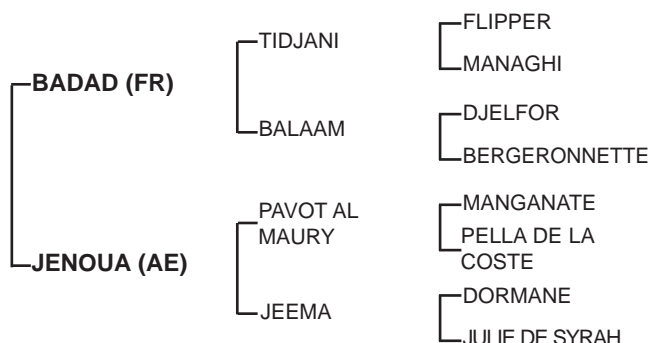 FLIPPER
TIDJANI
MANAGHI
BADAD (FR)
DJELFOR
BALAAM
BERGERONNETTE
MANGANATE
PAVOT AL
MAURY
PELLA DE LA
COSTE
JENOUA (AE)
DORMANE
JEEMA
JULIE DE SYRAH